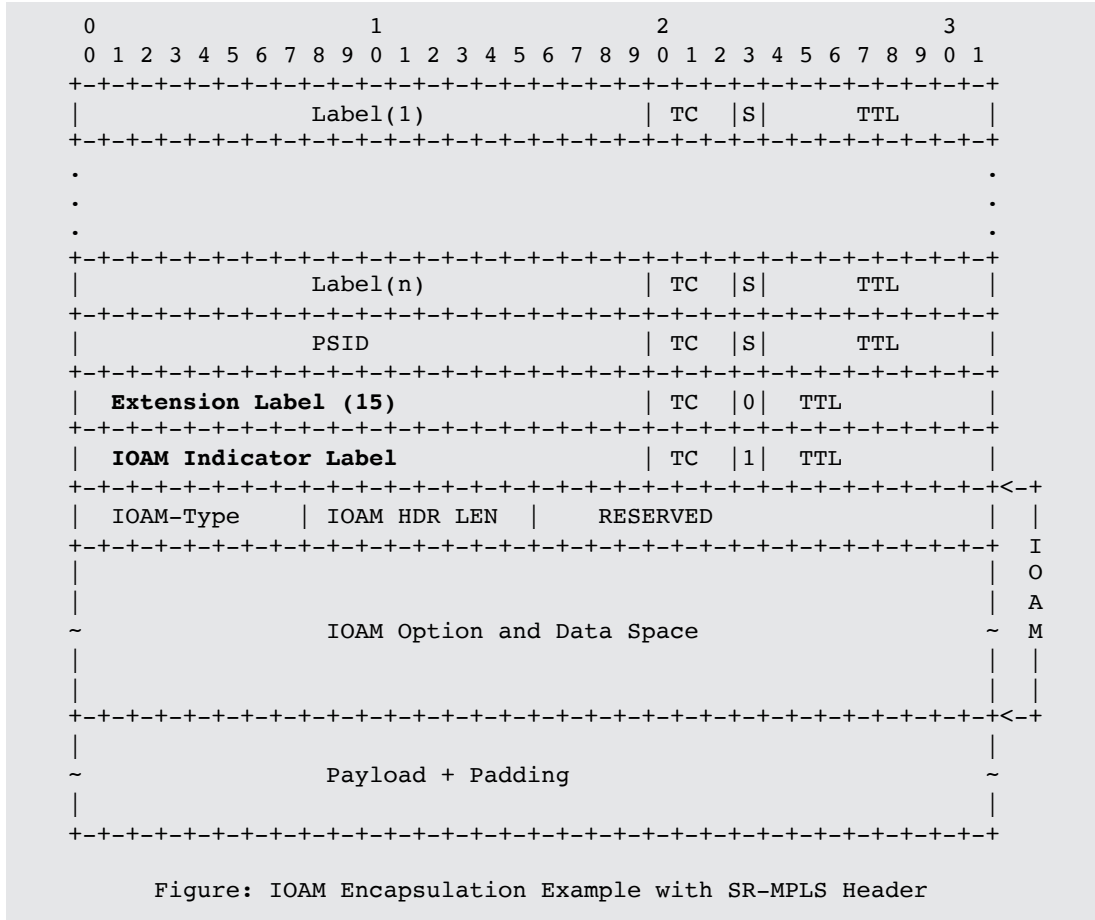 0                   1                   2                   3
 0 1 2 3 4 5 6 7 8 9 0 1 2 3 4 5 6 7 8 9 0 1 2 3 4 5 6 7 8 9 0 1
+-+-+-+-+-+-+-+-+-+-+-+-+-+-+-+-+-+-+-+-+-+-+-+-+-+-+-+-+-+-+-+-+
|                Label(1)               | TC  |S|      TTL      |
+-+-+-+-+-+-+-+-+-+-+-+-+-+-+-+-+-+-+-+-+-+-+-+-+-+-+-+-+-+-+-+-+
.                                                               .
.                                                               .
.                                                               .
+-+-+-+-+-+-+-+-+-+-+-+-+-+-+-+-+-+-+-+-+-+-+-+-+-+-+-+-+-+-+-+-+
|                Label(n)               | TC  |S|      TTL      |
+-+-+-+-+-+-+-+-+-+-+-+-+-+-+-+-+-+-+-+-+-+-+-+-+-+-+-+-+-+-+-+-+
|                PSID                   | TC  |S|      TTL      |
+-+-+-+-+-+-+-+-+-+-+-+-+-+-+-+-+-+-+-+-+-+-+-+-+-+-+-+-+-+-+-+-+
|  Extension Label (15)                 | TC  |0|  TTL          |
+-+-+-+-+-+-+-+-+-+-+-+-+-+-+-+-+-+-+-+-+-+-+-+-+-+-+-+-+-+-+-+-+
|  IOAM Indicator Label                 | TC  |1|  TTL          |
+-+-+-+-+-+-+-+-+-+-+-+-+-+-+-+-+-+-+-+-+-+-+-+-+-+-+-+-+-+-+-+-+<-+
|  IOAM-Type    | IOAM HDR LEN  |    RESERVED                   |  |
+-+-+-+-+-+-+-+-+-+-+-+-+-+-+-+-+-+-+-+-+-+-+-+-+-+-+-+-+-+-+-+-+  I
|                                                               |  O
|                                                               |  A
~                 IOAM Option and Data Space                    ~  M
|                                                               |  |
|                                                               |  |
+-+-+-+-+-+-+-+-+-+-+-+-+-+-+-+-+-+-+-+-+-+-+-+-+-+-+-+-+-+-+-+-+<-+
|                                                               |
~                 Payload + Padding                             ~
|                                                               |
+-+-+-+-+-+-+-+-+-+-+-+-+-+-+-+-+-+-+-+-+-+-+-+-+-+-+-+-+-+-+-+-+
Figure: IOAM Encapsulation Example with SR-MPLS Header